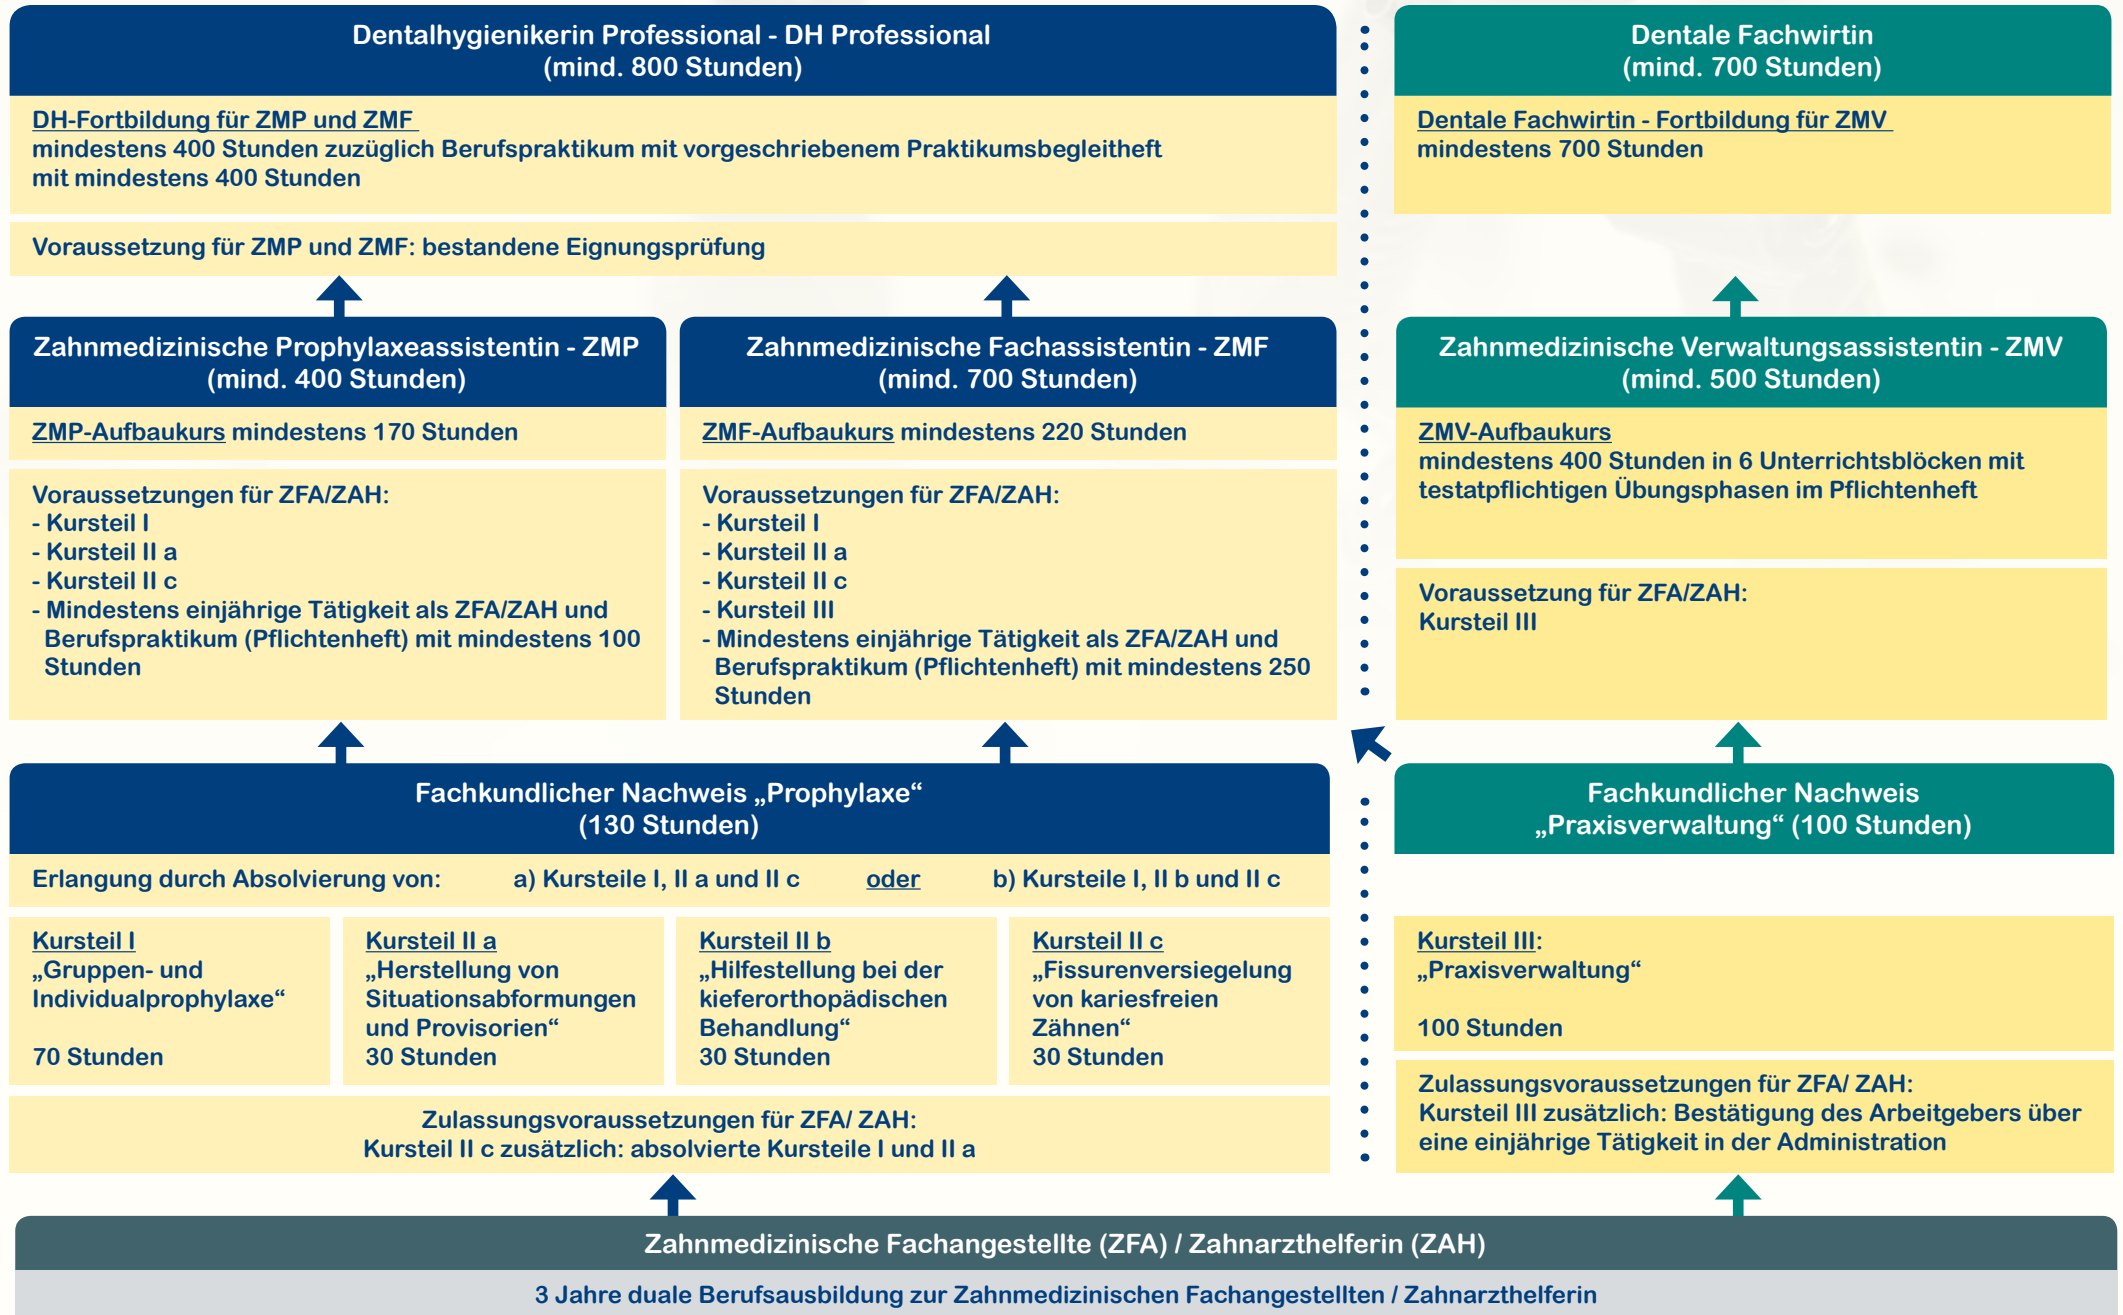 Dentalhygienikerin Professional - DH Professional
(mind. 800 Stunden)
DH-Fortbildung für ZMP und ZMF
mindestens 400 Stunden zuzüglich Berufspraktikum mit vorgeschriebenem Praktikumsbegleitheft
mit mindestens 400 Stunden
Voraussetzung für ZMP und ZMF: bestandene Eignungsprüfung
Dentale Fachwirtin
(mind. 700 Stunden)
Dentale Fachwirtin - Fortbildung für ZMV
mindestens 700 Stunden
Zahnmedizinische Prophylaxeassistentin - ZMP
(mind. 400 Stunden)
ZMP-Aufbaukurs mindestens 170 Stunden
Voraussetzungen für ZFA/ZAH:
- Kursteil I
- Kursteil II a
- Kursteil II c
- Mindestens einjährige Tätigkeit als ZFA/ZAH und
Berufspraktikum (Pflichtenheft) mit mindestens 100
Stunden
Zahnmedizinische Fachassistentin - ZMF
(mind. 700 Stunden)
ZMF-Aufbaukurs mindestens 220 Stunden
Voraussetzungen für ZFA/ZAH:
- Kursteil I
- Kursteil II a
- Kursteil II c
- Kursteil III
- Mindestens einjährige Tätigkeit als ZFA/ZAH und
Berufspraktikum (Pflichtenheft) mit mindestens 250
Stunden
Zahnmedizinische Verwaltungsassistentin - ZMV
(mind. 500 Stunden)
ZMV-Aufbaukurs
mindestens 400 Stunden in 6 Unterrichtsblöcken mit
testatpflichtigen Übungsphasen im Pflichtenheft
Voraussetzung für ZFA/ZAH:
Kursteil III
Fachkundlicher Nachweis „Prophylaxe“
(130 Stunden)
Erlangung durch Absolvierung von: a) Kursteile I, II a und II c oder b) Kursteile I, II b und II c
Kursteil I
„Gruppen- und
Individualprophylaxe“
70 Stunden
Kursteil II a
„Herstellung von
Situationsabformungen
und Provisorien“
30 Stunden
Kursteil II b
„Hilfestellung bei der
kieferorthopädischen
Behandlung“
30 Stunden
Kursteil II c
„Fissurenversiegelung
von kariesfreien
Zähnen“
30 Stunden
Zulassungsvoraussetzungen für ZFA/ ZAH:
Kursteil II c zusätzlich: absolvierte Kursteile I und II a
Fachkundlicher Nachweis
„Praxisverwaltung“ (100 Stunden)
Kursteil III:
„Praxisverwaltung“
100 Stunden
Zulassungsvoraussetzungen für ZFA/ ZAH:
Kursteil III zusätzlich: Bestätigung des Arbeitgebers über
eine einjährige Tätigkeit in der Administration
Zahnmedizinische Fachangestellte (ZFA) / Zahnarzthelferin (ZAH)
3 Jahre duale Berufsausbildung zur Zahnmedizinischen Fachangestellten / Zahnarzthelferin